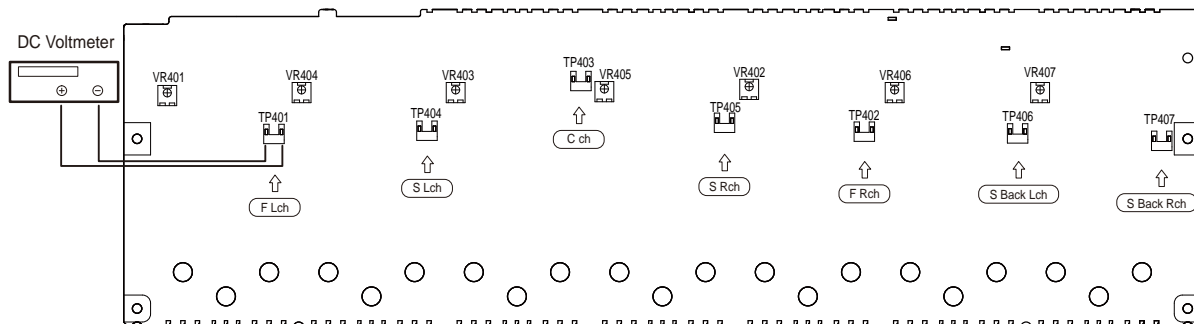 DC Voltmeter
VR401
VR404
VR403
TP403
VR405
VR402
VR406
VR407
TP401
TP404
TP405
TP402
TP406
TP407
C ch
F Lch
S Lch
S Rch
F Rch
S Back Lch
S Back Rch